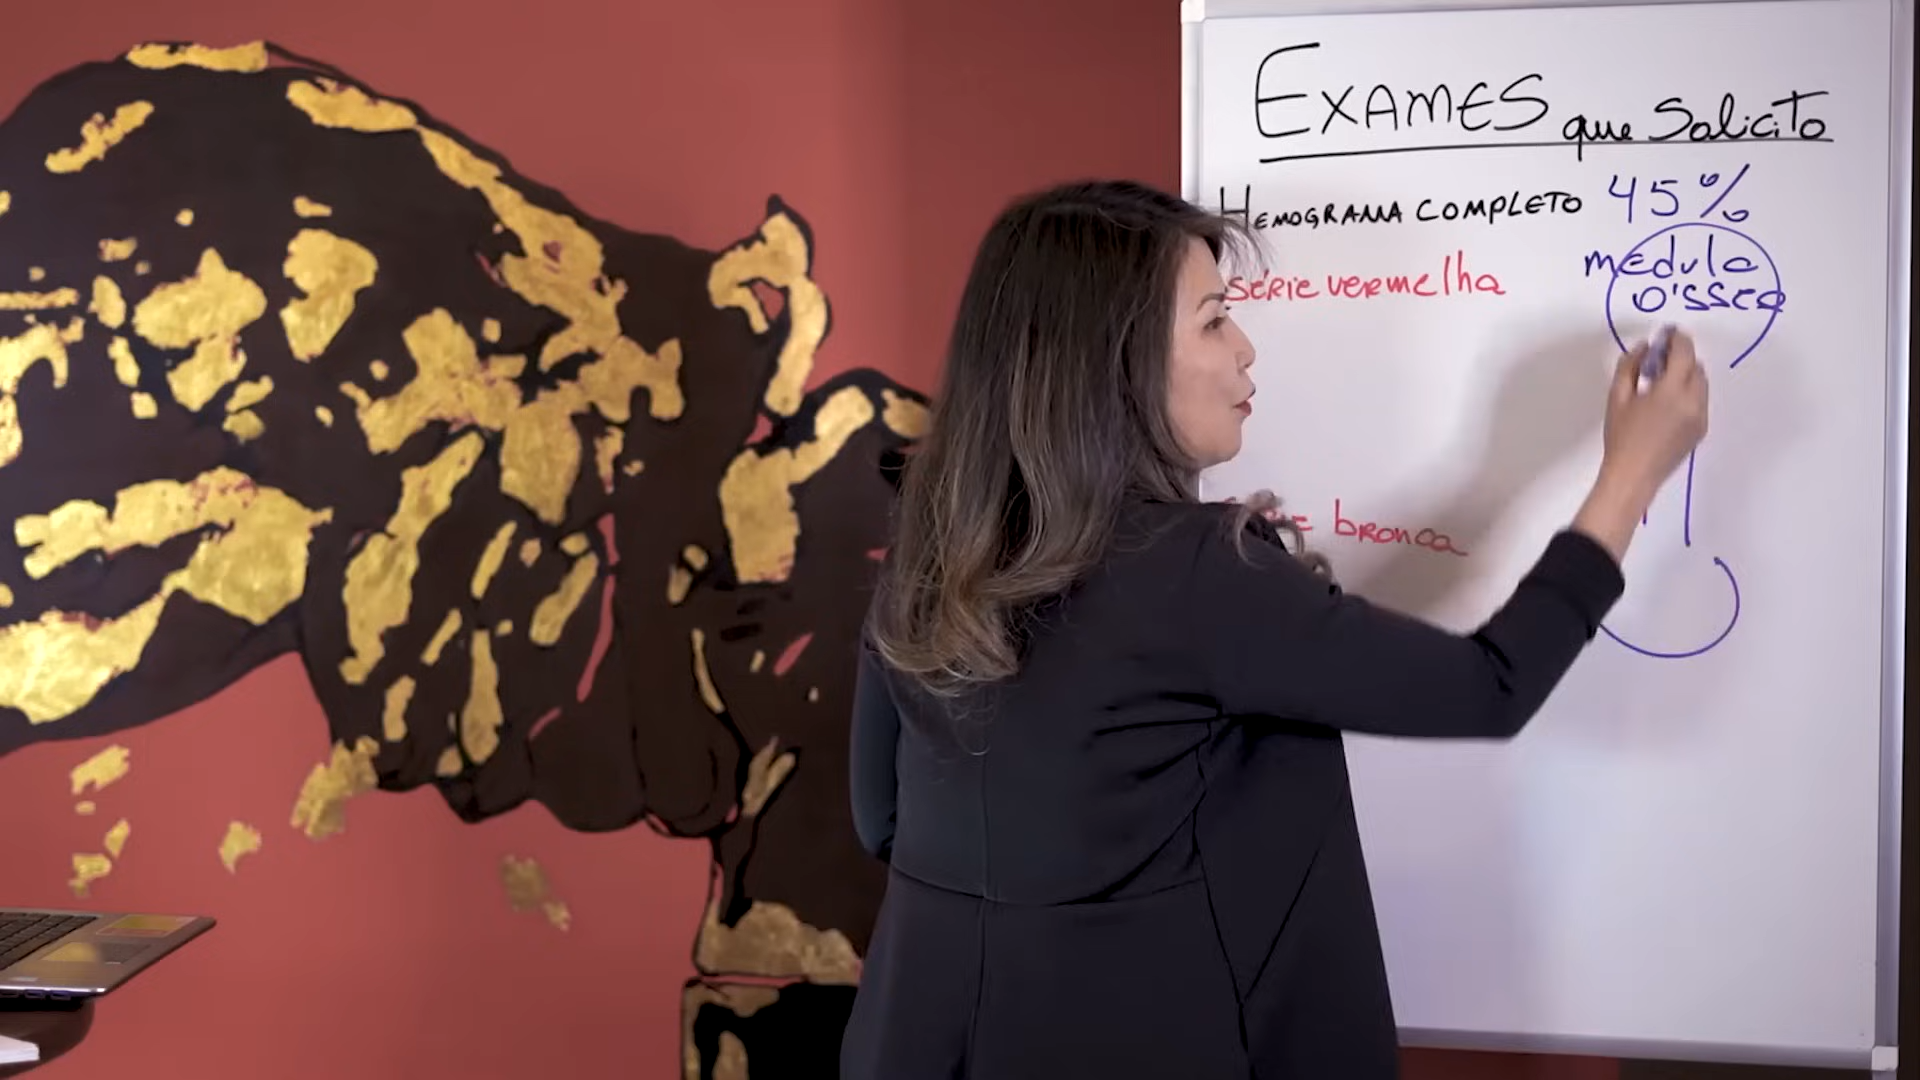 EXAMES que Solicito
HEMOGRAMA COMPLETO 45%
série vermelha
medula
óssea
branca